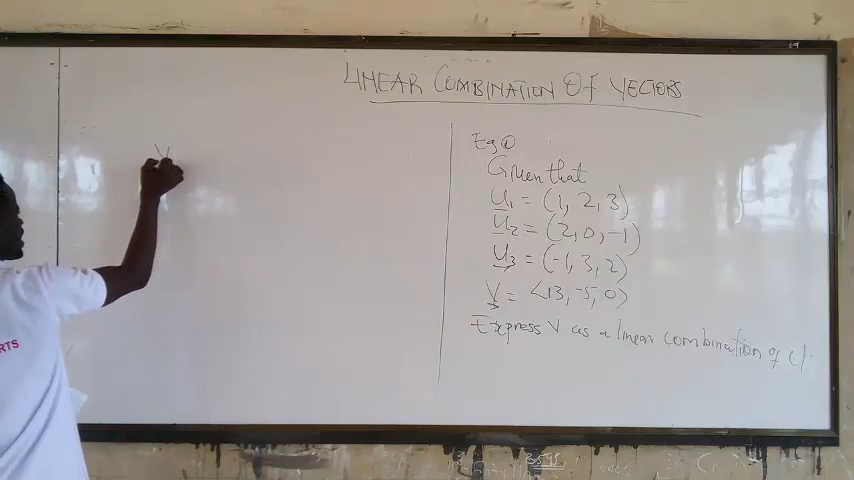 LINEAR COMBINATION OF VECTORS
Eg ①
Given that
u₁ = (1, 2, 3)
u₂ = (2, 0, -1)
u₃ = (-1, 3, 2)
V = <13, -5, 0>
Express V as a linear combination of U
V
RTS